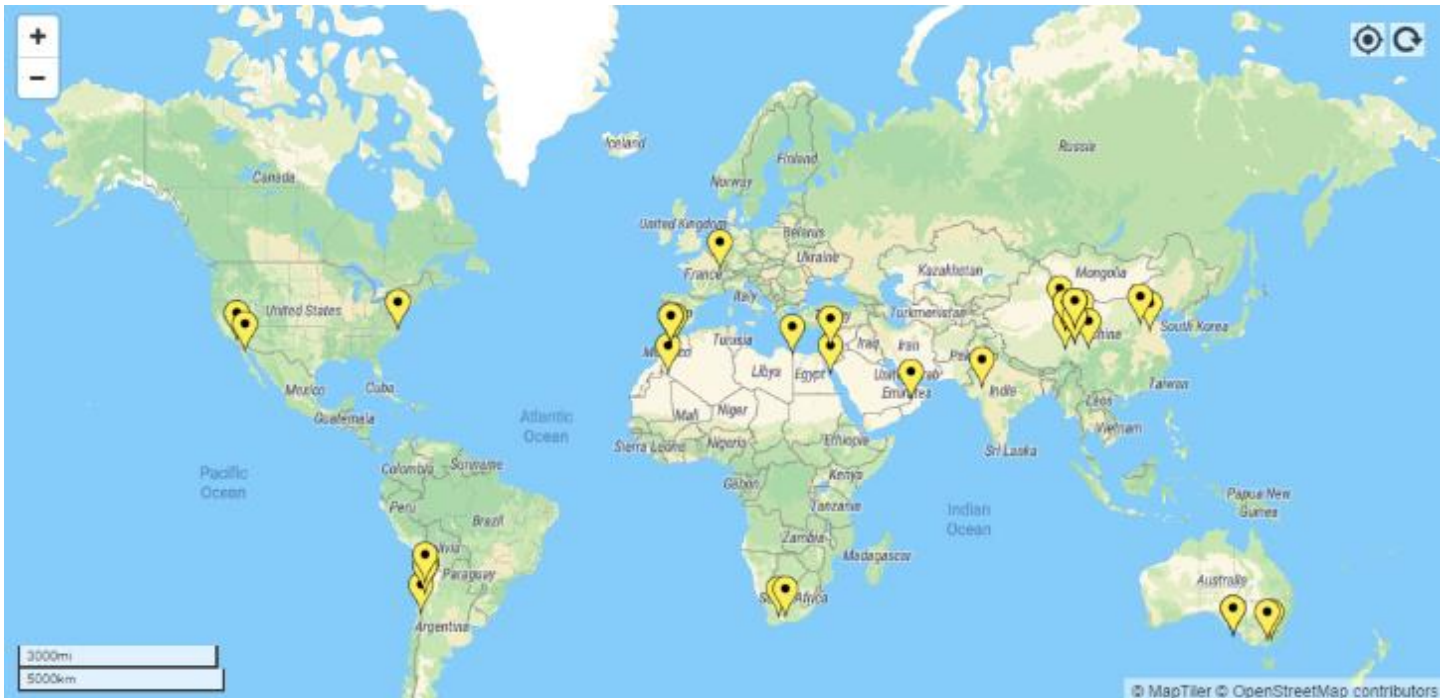 +
−
Iceland
Russia
Finland
Canada
Norway
United Kingdom
Belarus
Ukraine
France
Kazakhstan
Mongolia
Italy
United States
Turkmenistan
South Korea
Tunisia
Iraq
Iran
Libya
Egypt
Mexico
Cuba
India
Taiwan
Emirates
Guatemala
Mali
Niger
Laos
Atlantic
Ocean
Vietnam
Sierra Leone
Nigeria
Ethiopia
Sri Lanka
Colombia
Suriname
Pacific
Ocean
Gabon
Kenya
Peru
Tanzania
Papua New
Guinea
Brazil
Indian
Ocean
Zambia
Madagascar
Paraguay
Australia
Argentina
3000mi
5000km
© MapTiler © OpenStreetMap contributors